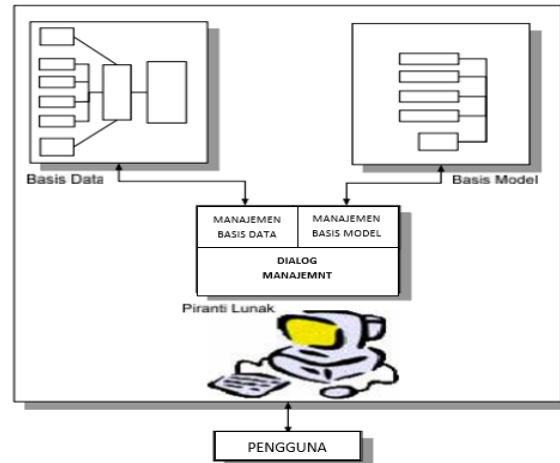 Basis Data
Basis Model
MANAJEMEN
BASIS DATA
MANAJEMEN
BASIS MODEL
DIALOG
MANAJEMNT
Piranti Lunak
PENGGUNA